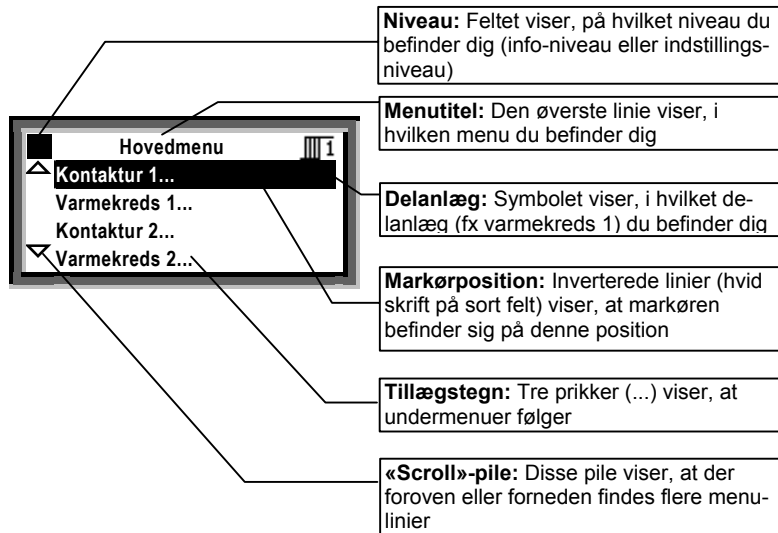 Niveau: Feltet viser, på hvilket niveau du
befinder dig (info-niveau eller indstillings-
niveau)
Menutitel: Den øverste linie viser, i
hvilken menu du befinder dig
Delanlæg: Symbolet viser, i hvilket de-
lanlæg (fx varmekreds 1) du befinder dig
Markørposition: Inverterede linier (hvid
skrift på sort felt) viser, at markøren
befinder sig på denne position
Tillægstegn: Tre prikker (...) viser, at
undermenuer følger
«Scroll»-pile: Disse pile viser, at der
foroven eller forneden findes flere menu-
linier
Hovedmenu 1
Kontaktur 1...
Varmekreds 1...
Kontaktur 2...
Varmekreds 2...